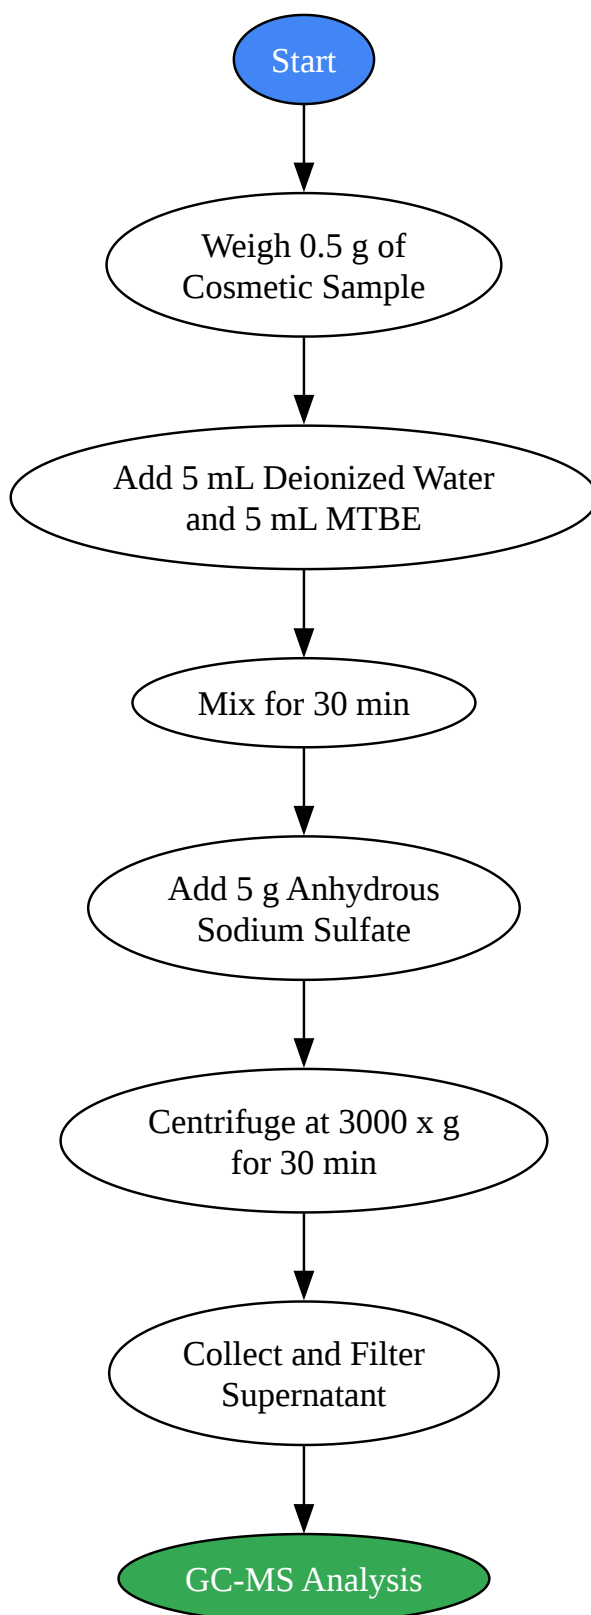 Start
Weigh 0.5 g of
Cosmetic Sample
Add 5 mL Deionized Water
and 5 mL MTBE
Mix for 30 min
Add 5 g Anhydrous
Sodium Sulfate
Centrifuge at 3000 x g
for 30 min
Collect and Filter
Supernatant
GC-MS Analysis